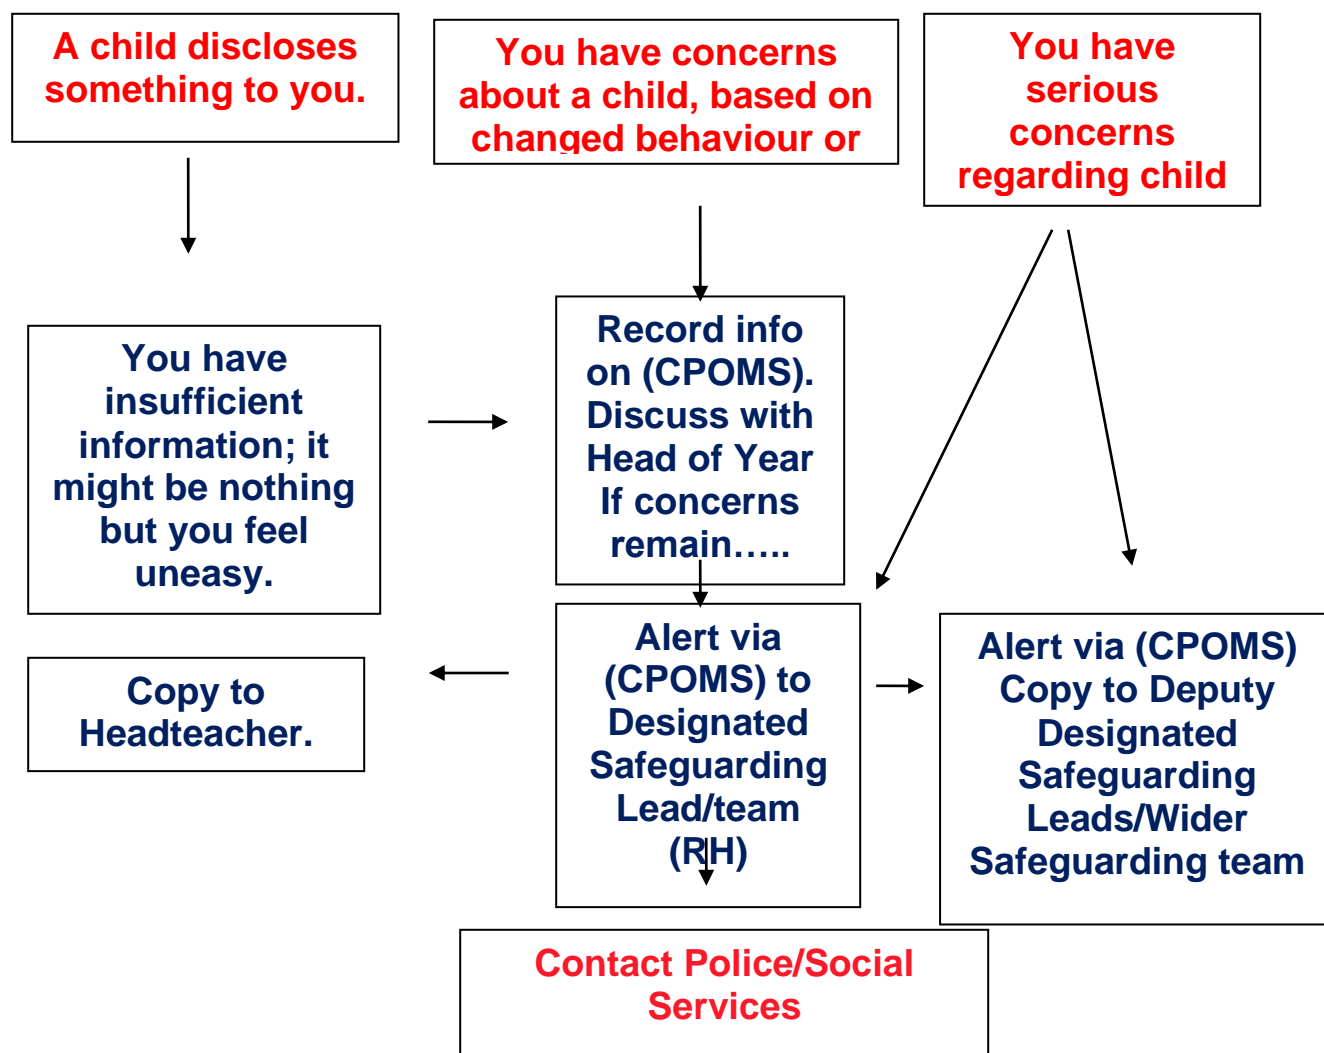 A child discloses
something to you.
You have concerns
about a child, based on
changed behaviour or
You have
serious
concerns
regarding child
You have
insufficient
information; it
might be nothing
but you feel
uneasy.
Record info
on (CPOMS).
Discuss with
Head of Year
If concerns
remain…..
Copy to
Headteacher.
Alert via
(CPOMS) to
Designated
Safeguarding
Lead/team
(RH)
Alert via (CPOMS)
Copy to Deputy
Designated
Safeguarding
Leads/Wider
Safeguarding team
Contact Police/Social
Services